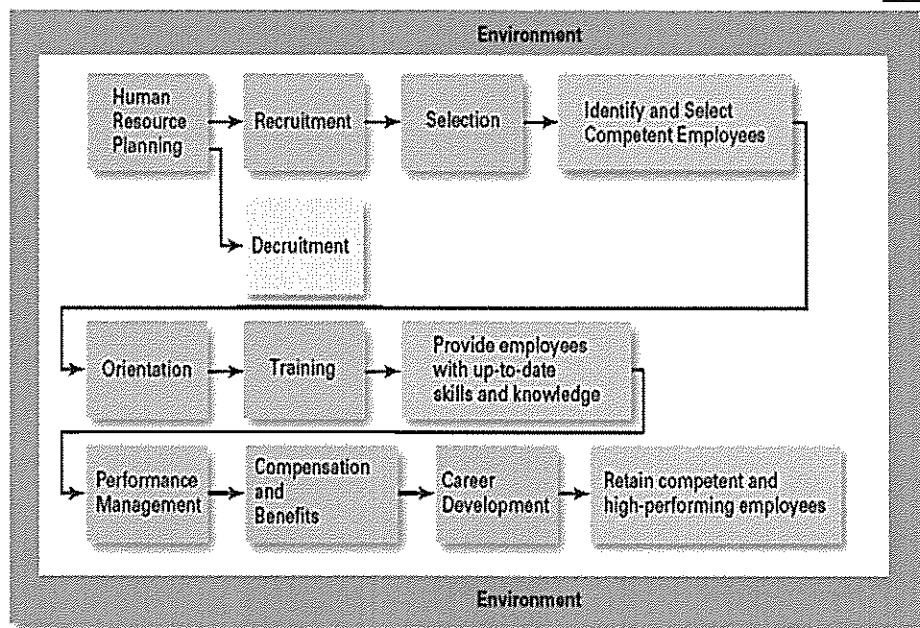 Environment
Human
Resource
Planning
Recruitment
Selection
Identify and Select
Competent Employees
Decruitment
Orientation
Training
Provide employees
with up-to-date
skills and knowledge
Performance
Management
Compensation
and
Benefits
Career
Development
Retain competent and
high-performing employees
Environment